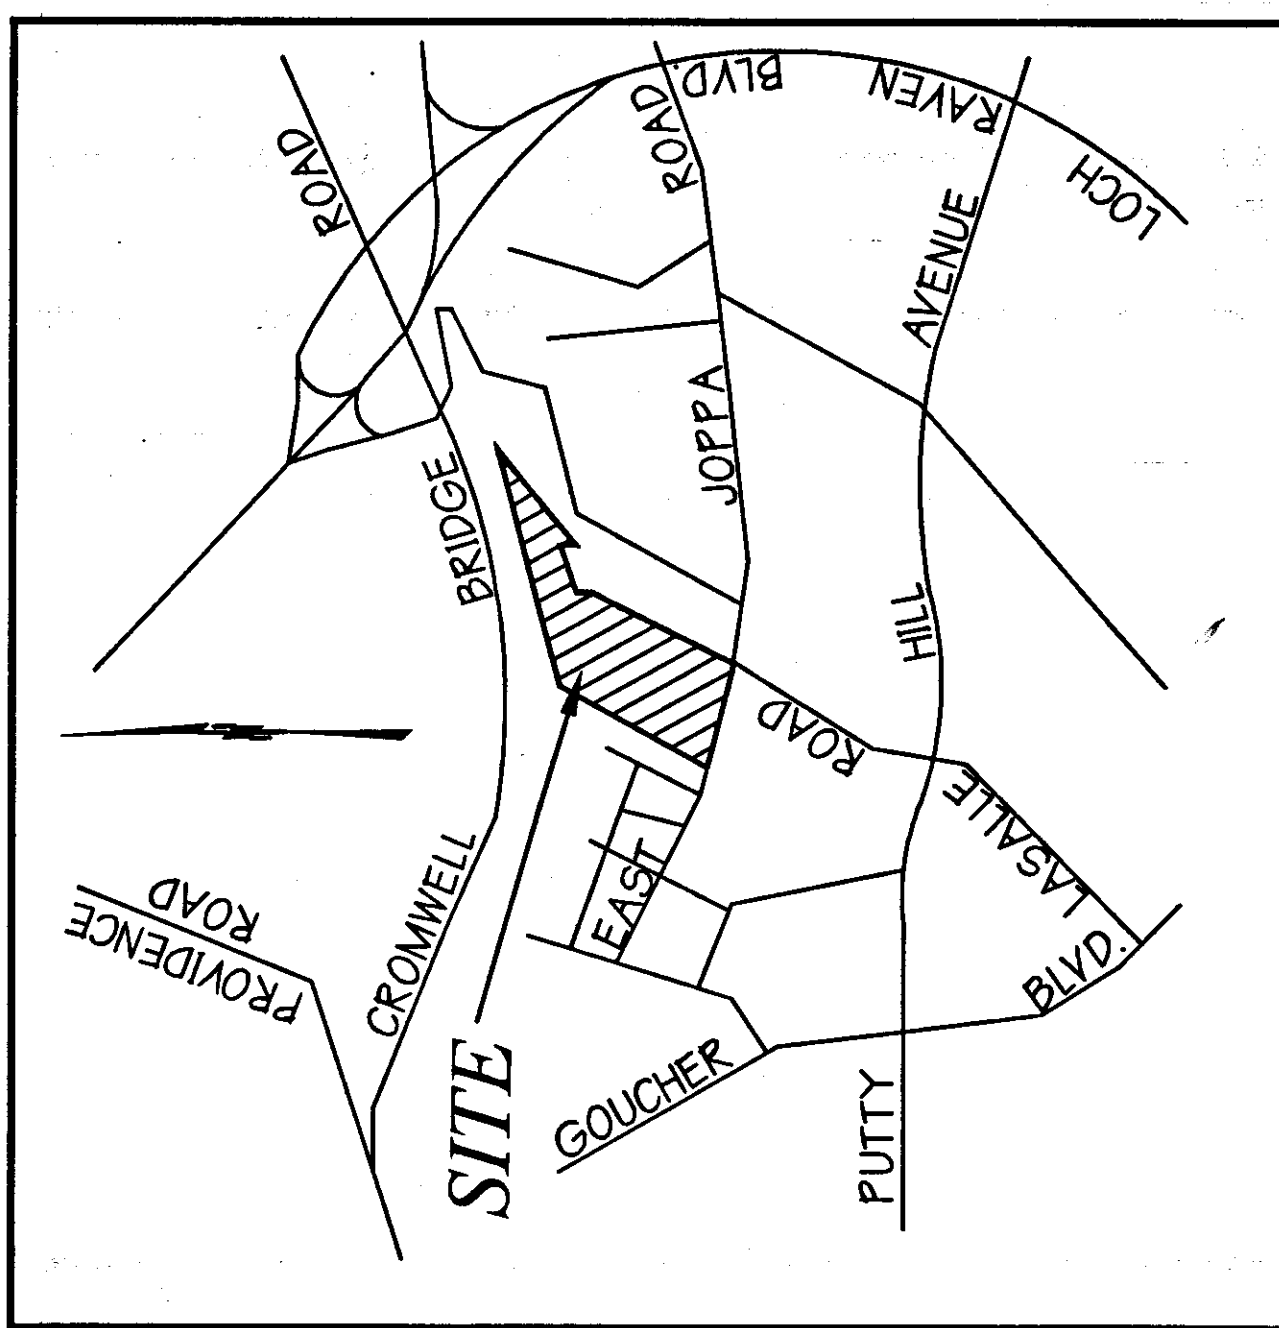 CROMWELL BRIDGE ROAD
PROVIDENCE
ROAD
SITE
EAST JOPPA ROAD
GOUCHER BLVD.
PUTTY HILL AVENUE
LASALLE ROAD
LOCH RAVEN BLVD.